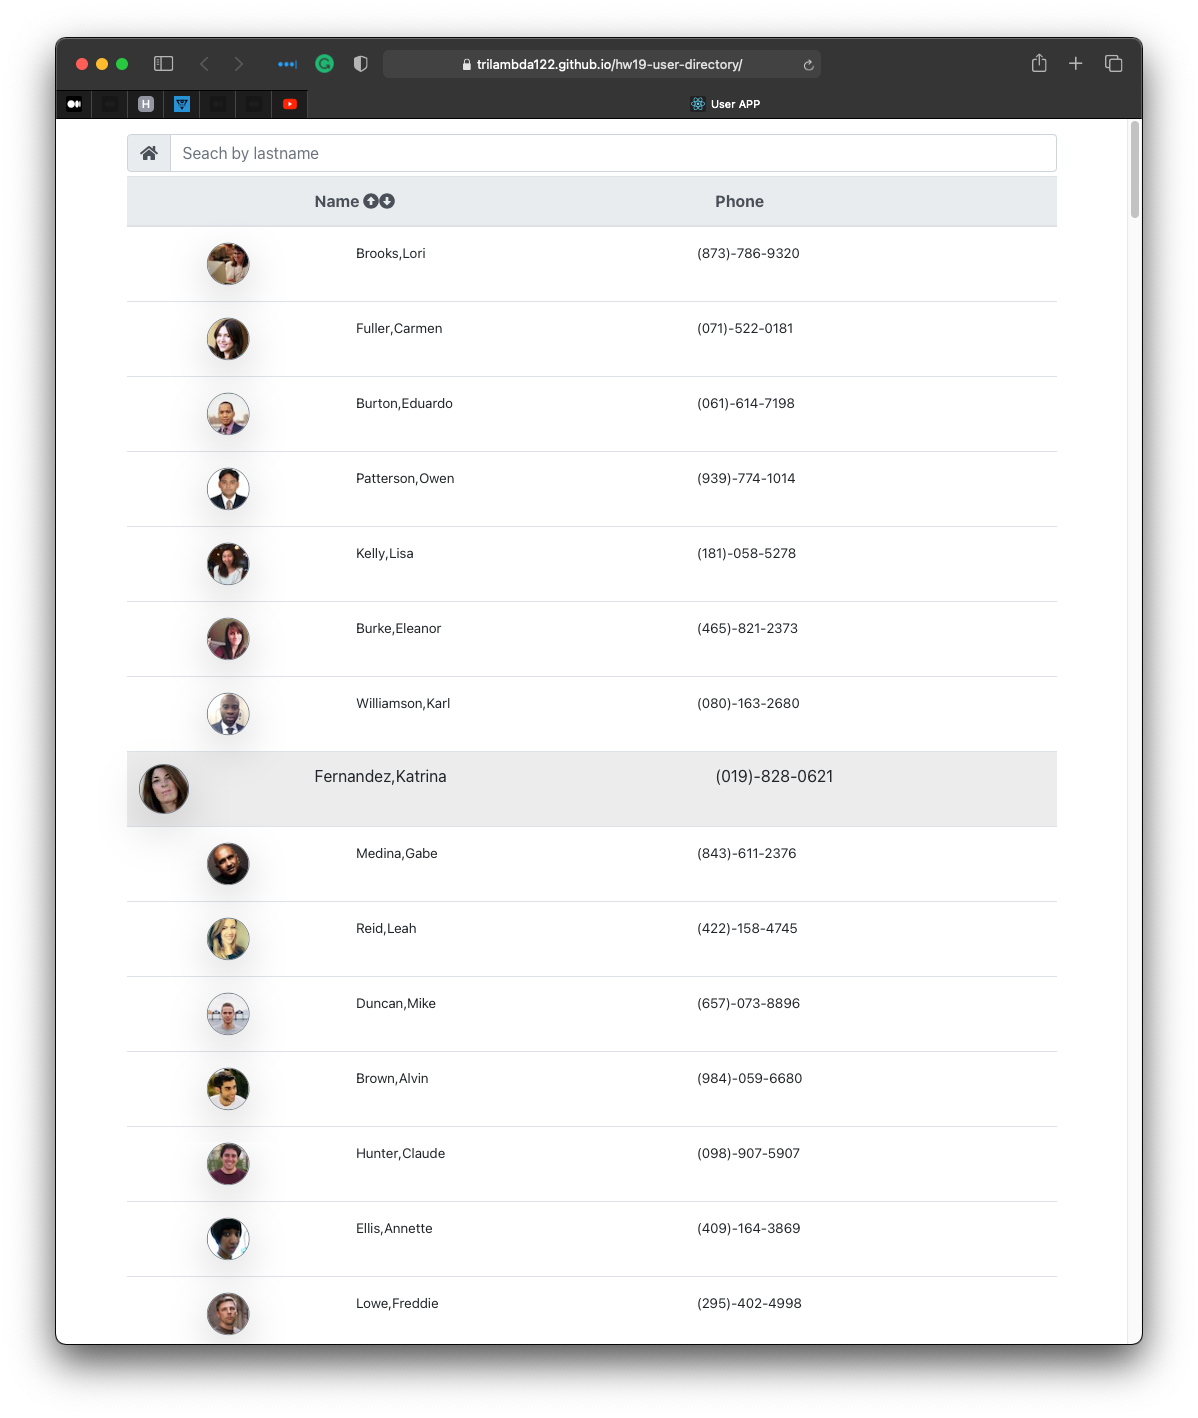 trilambda122.github.io/hw19-user-directory/
H
User APP
Seach by lastname
Name Phone
Brooks,Lori (873)-786-9320
Fuller,Carmen (071)-522-0181
Burton,Eduardo (061)-614-7198
Patterson,Owen (939)-774-1014
Kelly,Lisa (181)-058-5278
Burke,Eleanor (465)-821-2373
Williamson,Karl (080)-163-2680
Fernandez,Katrina (019)-828-0621
Medina,Gabe (843)-611-2376
Reid,Leah (422)-158-4745
Duncan,Mike (657)-073-8896
Brown,Alvin (984)-059-6680
Hunter,Claude (098)-907-5907
Ellis,Annette (409)-164-3869
Lowe,Freddie (295)-402-4998